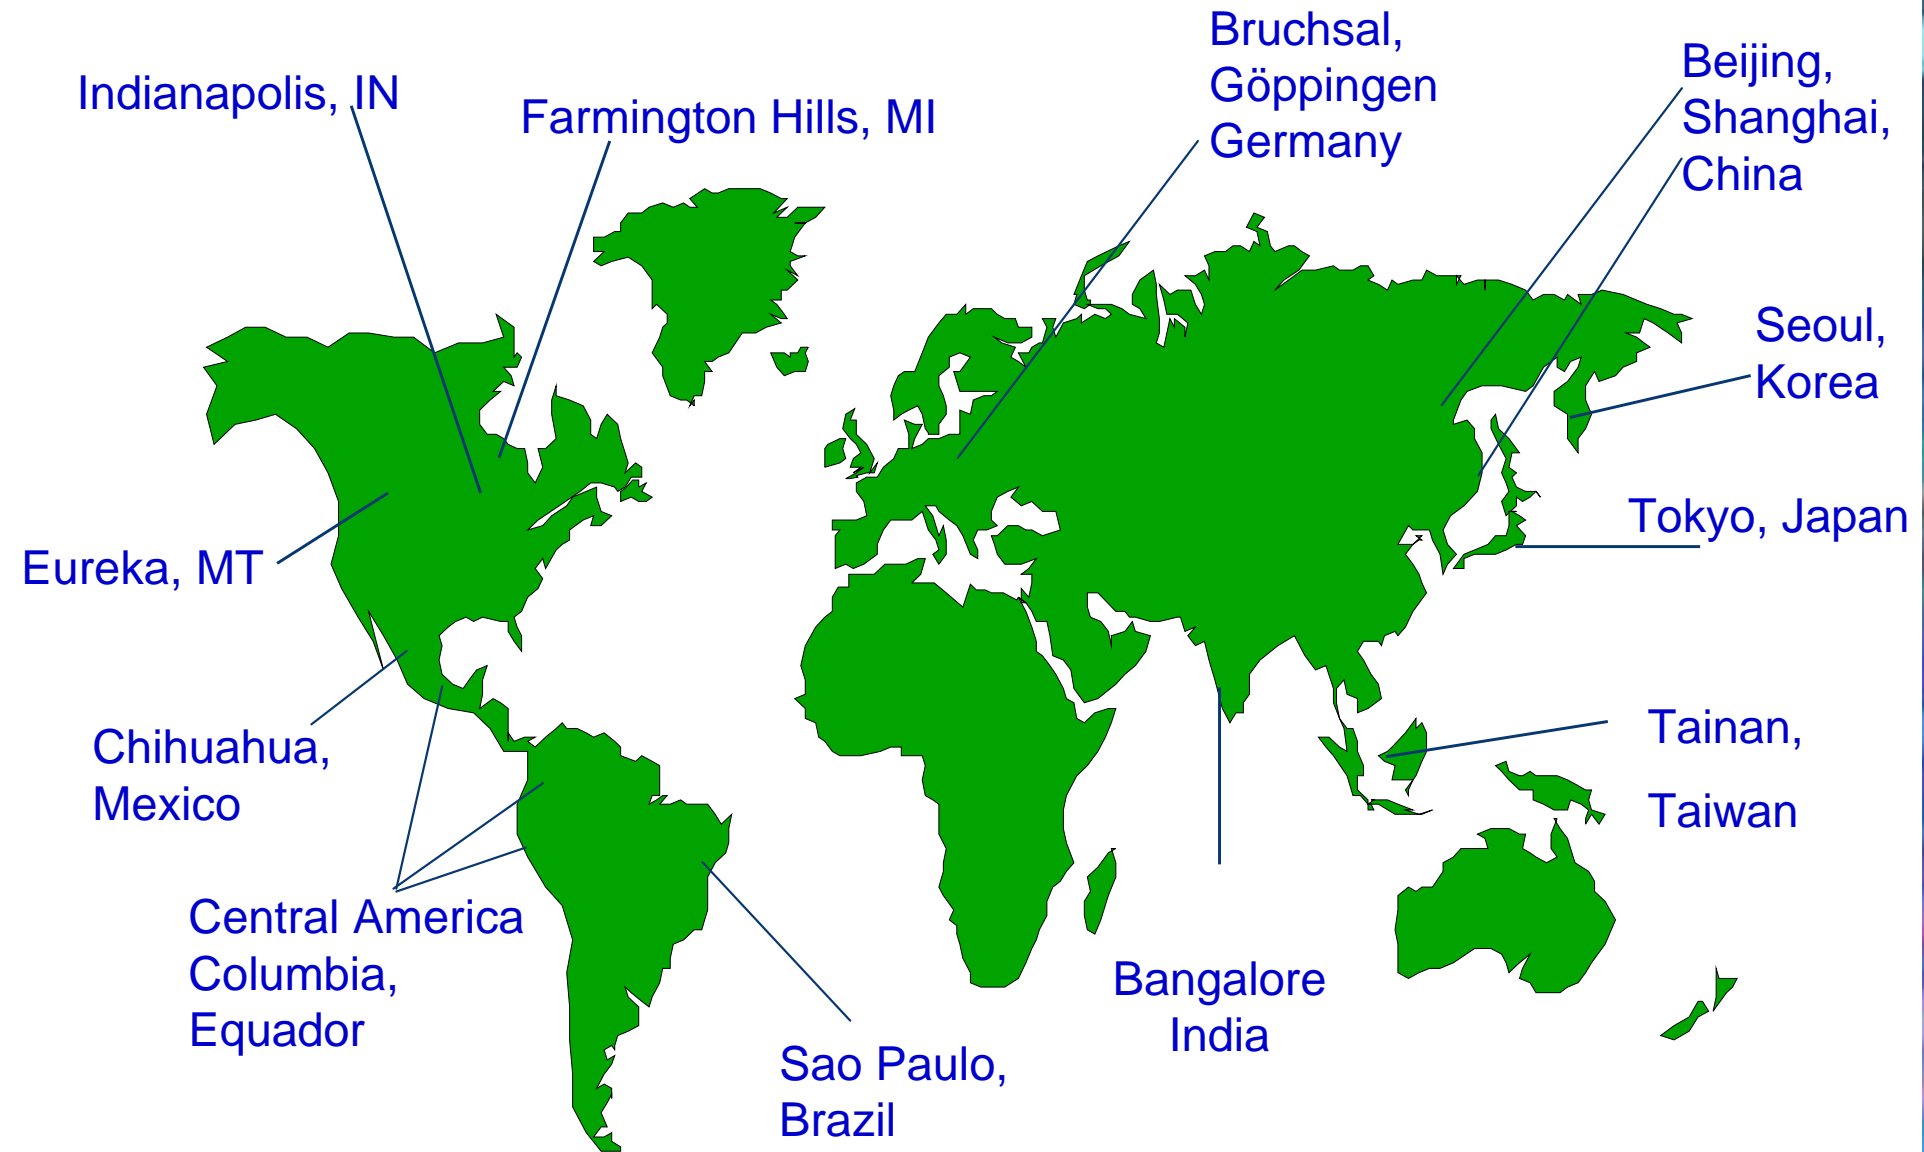 Indianapolis, IN
Farmington Hills, MI
Bruchsal,
Göppingen
Germany
Beijing,
Shanghai,
China
Seoul,
Korea
Tokyo, Japan
Eureka, MT
Chihuahua,
Mexico
Tainan,
Taiwan
Central America
Columbia,
Equador
Bangalore
India
Sao Paulo,
Brazil